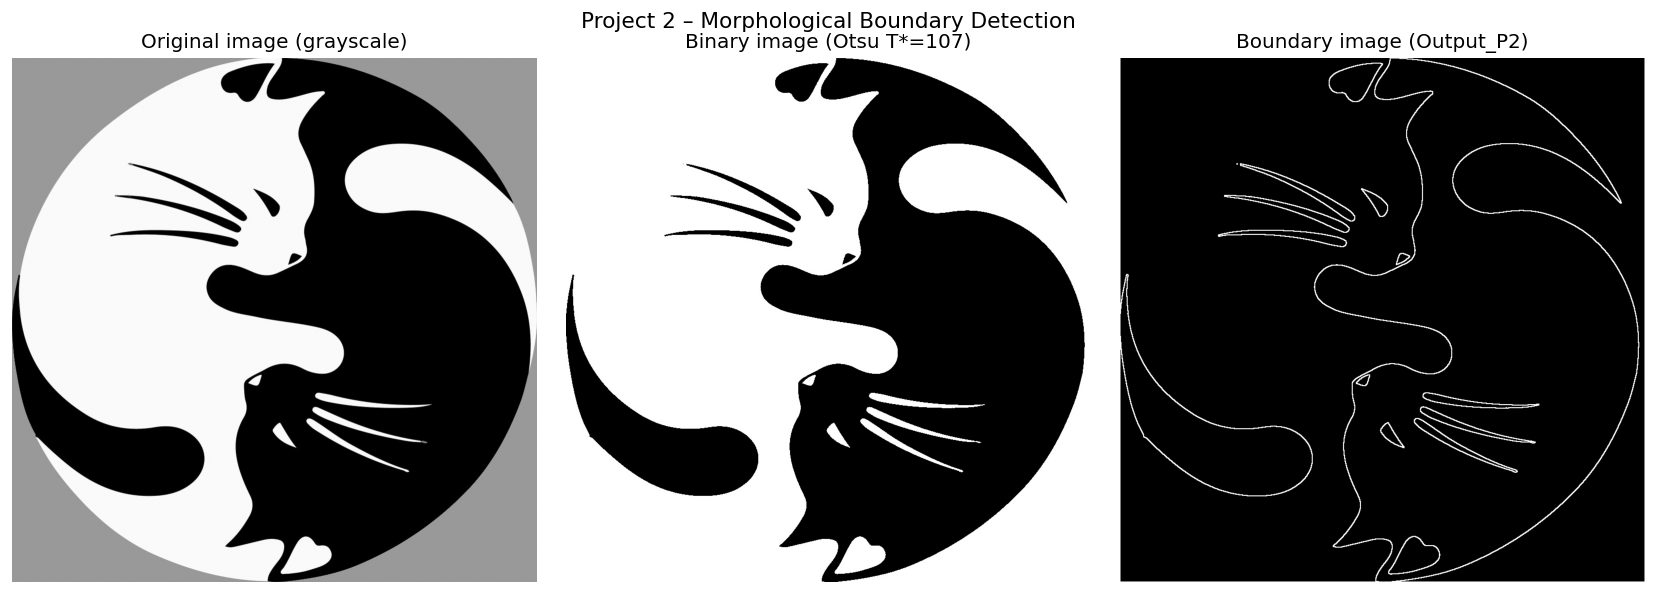 Project 2 – Morphological Boundary Detection
Original image (grayscale)
Binary image (Otsu T*=107)
Boundary image (Output_P2)